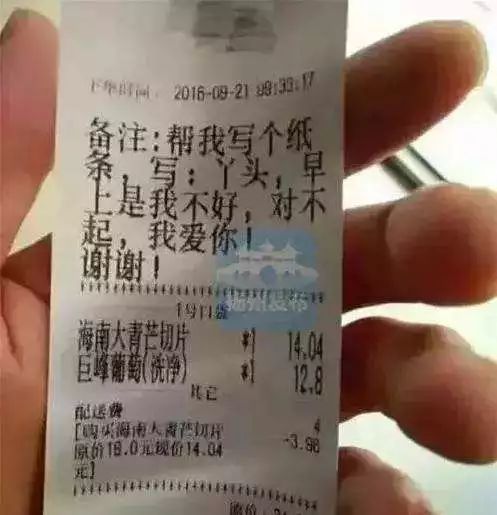 下单时间： 2016-09-21 09:33:17
备注:帮我写个纸
条，写：丫头，早
上是我不好，对不
起，我爱你！
谢谢！
1号口袋
海南大青芒切片 *1 14.04
巨峰葡萄(洗净) *1 12.8
其它
配送费 4
[购买海南大青芒切片 -3.96
原价18.0元现价14.04
元]